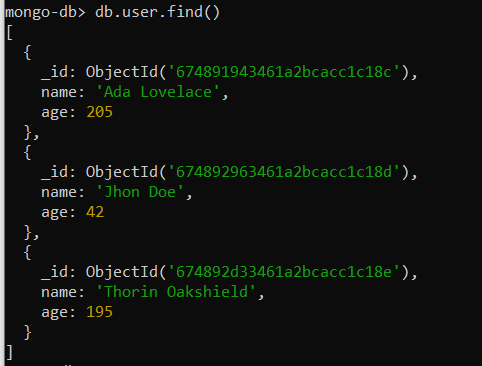 mongo-db> db.user.find()
[
  {
    _id: ObjectId('674891943461a2bcacc1c18c'),
    name: 'Ada Lovelace',
    age: 205
  },
  {
    _id: ObjectId('674892963461a2bcacc1c18d'),
    name: 'Jhon Doe',
    age: 42
  },
  {
    _id: ObjectId('674892d33461a2bcacc1c18e'),
    name: 'Thorin Oakshield',
    age: 195
  }
]